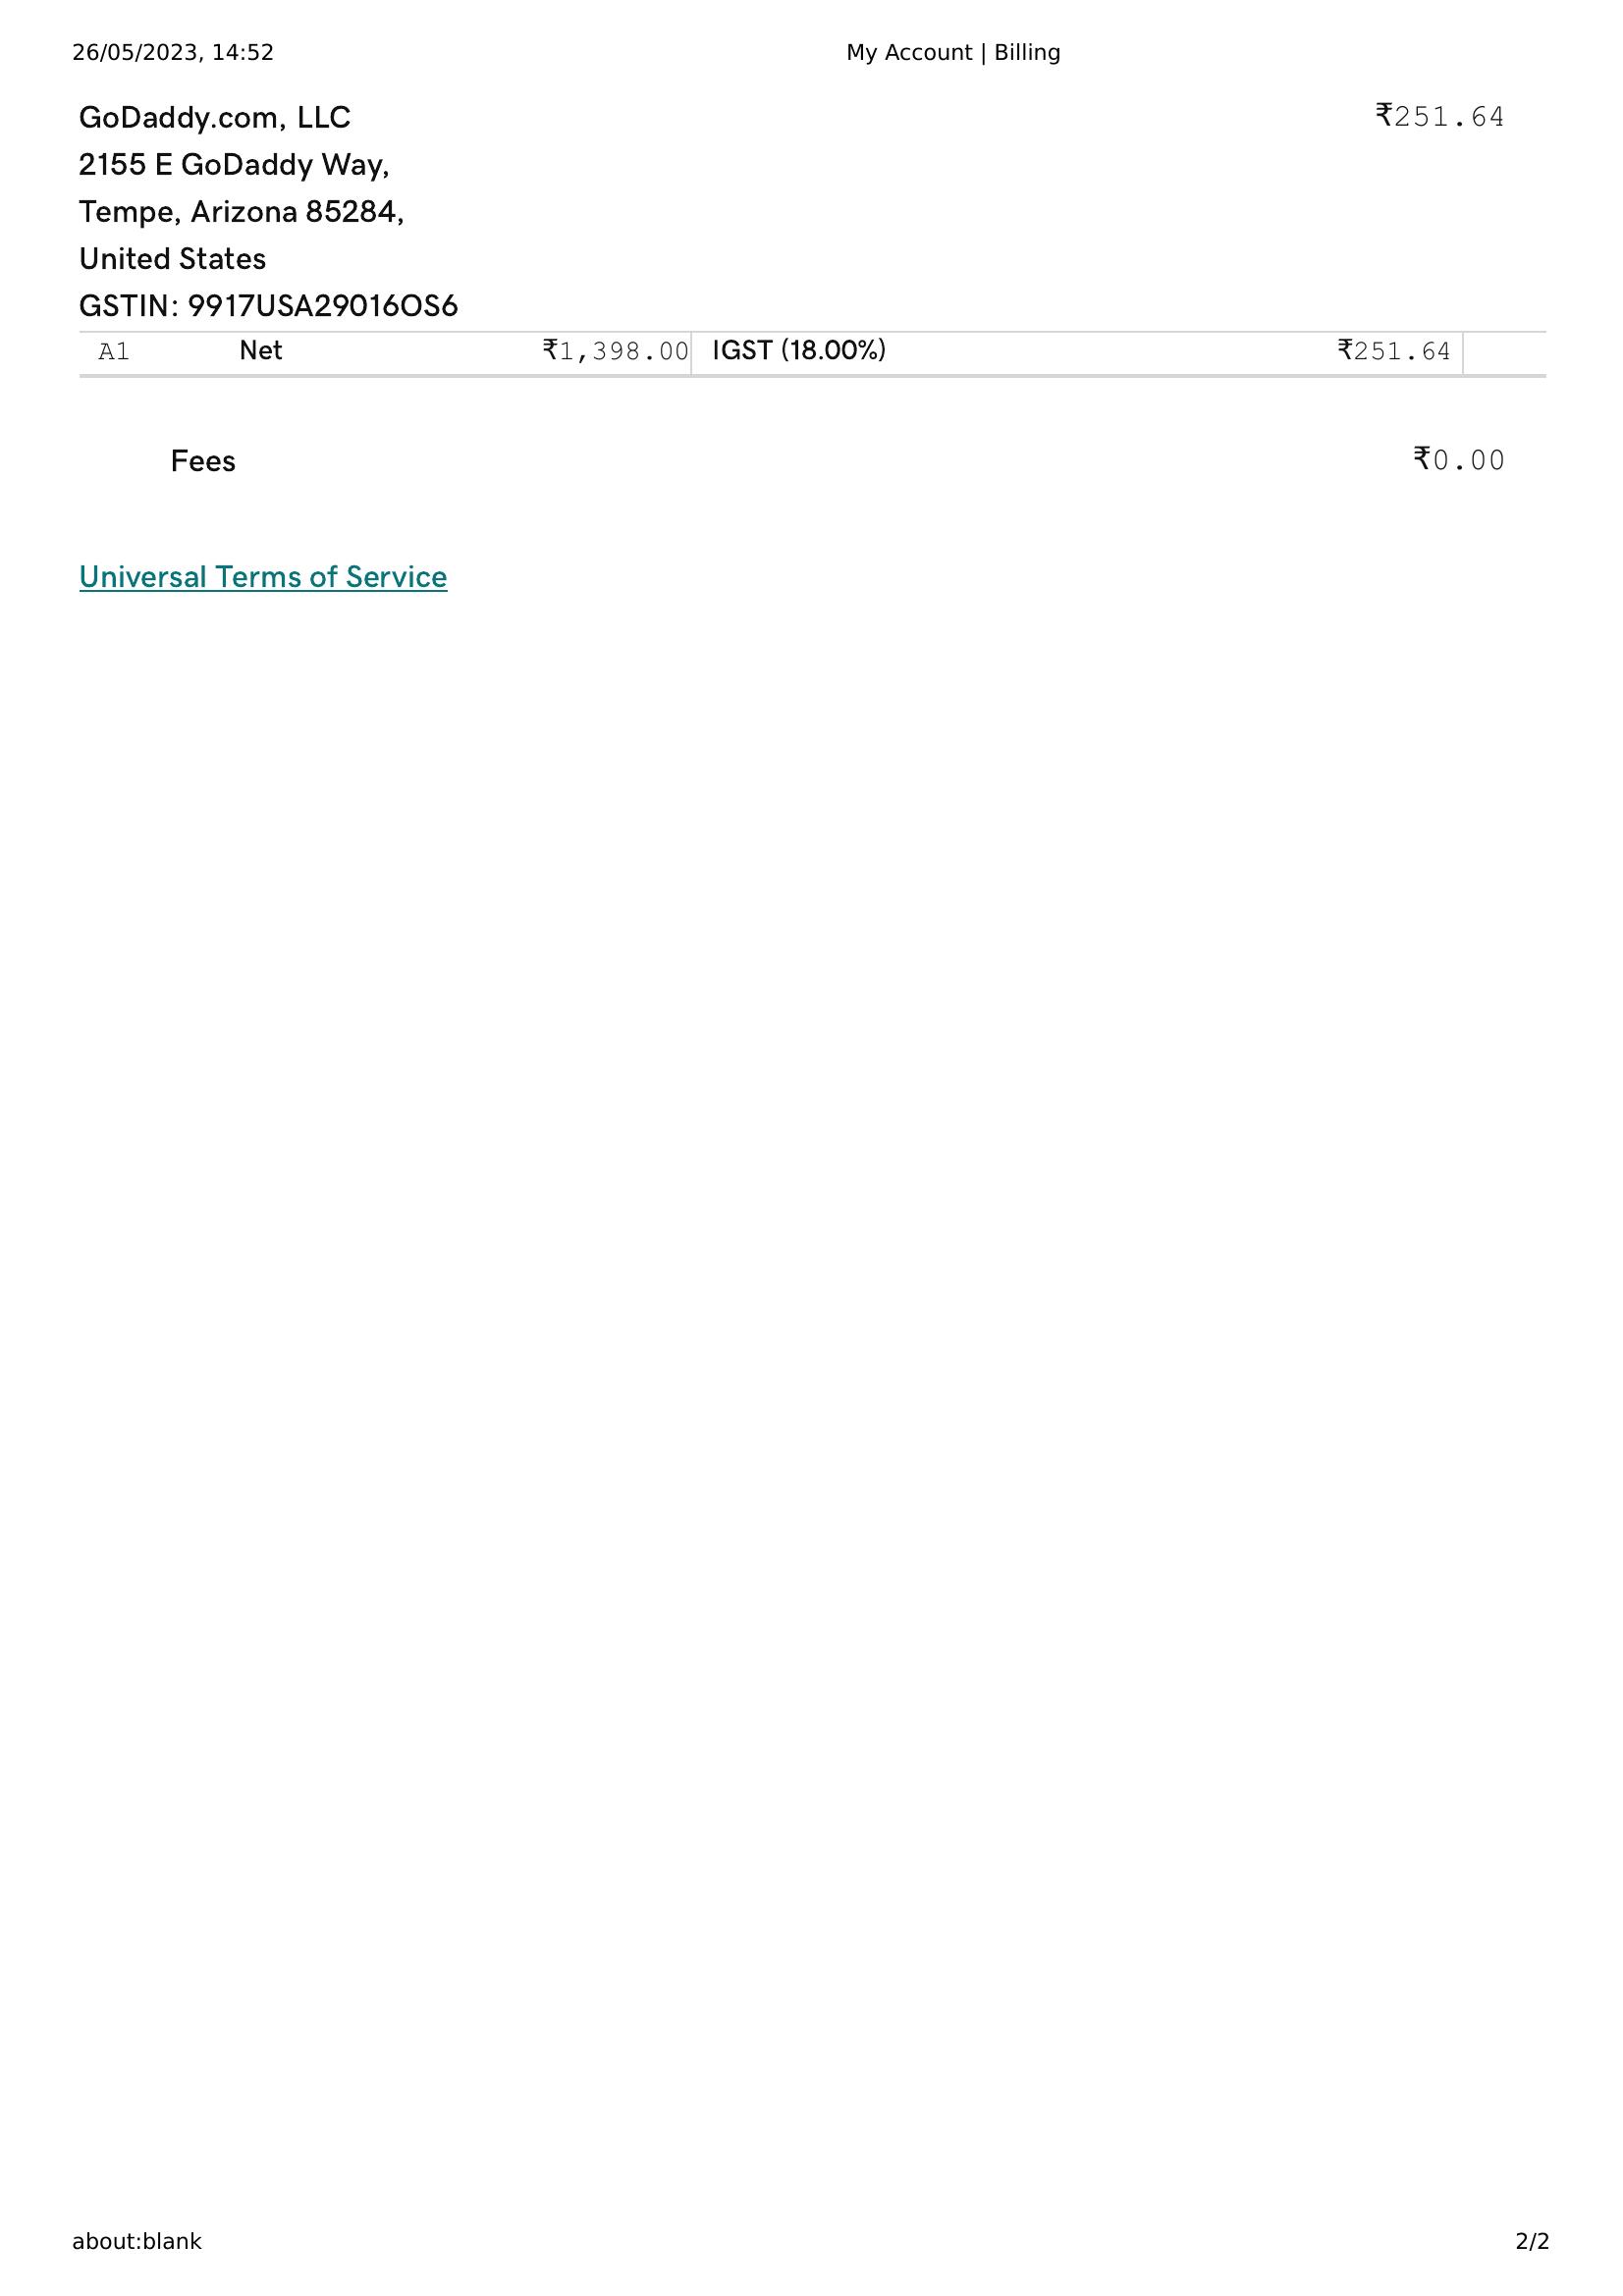 26/05/2023, 14:52 My Account | Billing
GoDaddy.com, LLC ₹251.64
2155 E GoDaddy Way,
Tempe, Arizona 85284,
United States
GSTIN: 9917USA29016OS6
A1 Net ₹1,398.00 IGST (18.00%) ₹251.64
Fees ₹0.00
Universal Terms of Service
about:blank 2/2